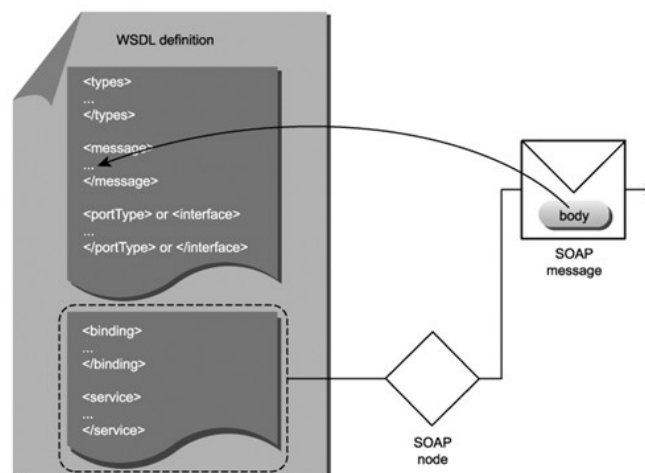 WSDL definition
<types>
...
</types>
<message>
...
</message>
<portType> or <interface>
...
</portType> or </interface>
<binding>
...
</binding>
<service>
...
</service>
body
SOAP
message
SOAP
node